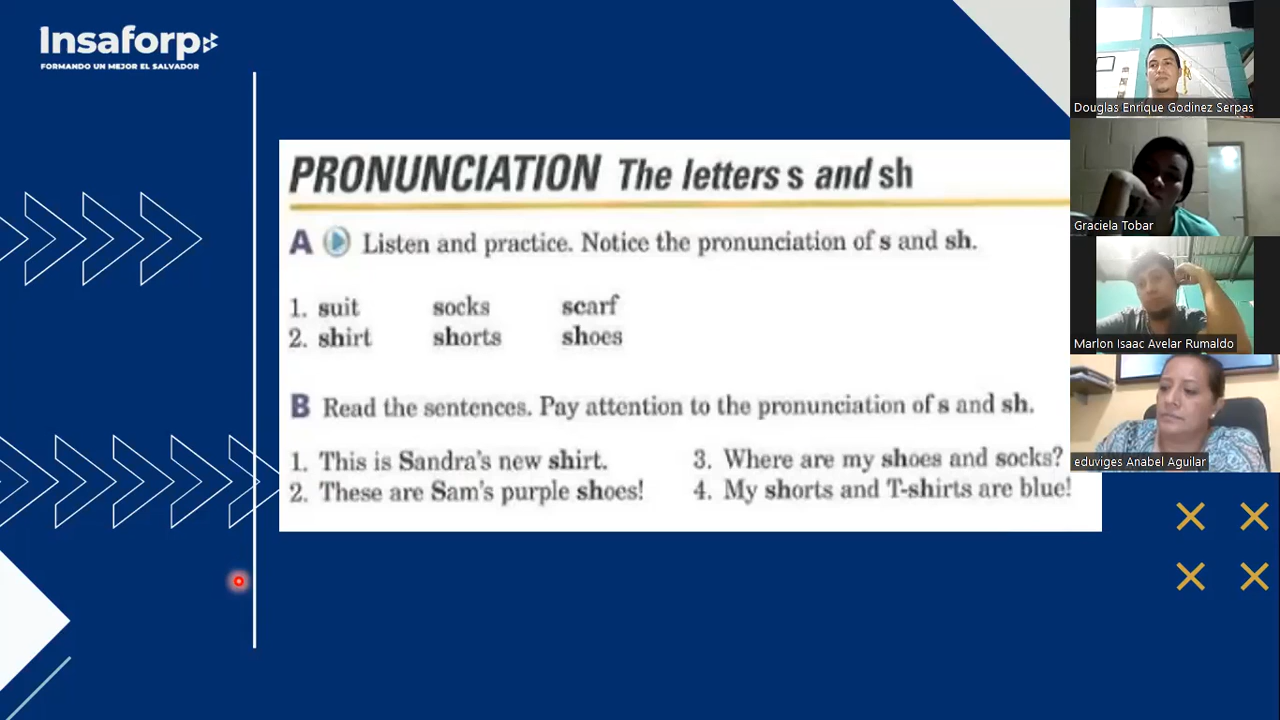 Insaforp
FORMANDO UN MEJOR EL SALVADOR
PRONUNCIATION The letters s and sh
A Listen and practice. Notice the pronunciation of s and sh.
1. suit socks scarf
2. shirt shorts shoes
B Read the sentences. Pay attention to the pronunciation of s and sh.
1. This is Sandra's new shirt.
2. These are Sam's purple shoes!
3. Where are my shoes and socks?
4. My shorts and T-shirts are blue!
Douglas Enrique Godinez Serpas
Graciela Tobar
Marlon Isaac Avelar Rumaldo
eduviges Anabel Aguilar